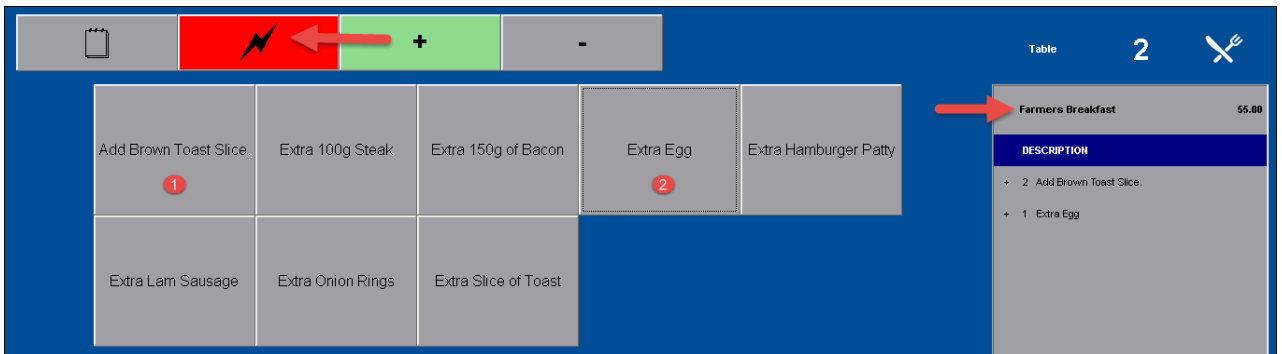 +
-
Table 2
Add Brown Toast Slice.
1
Extra 100g Steak
Extra 150g of Bacon
Extra Egg
2
Extra Hamburger Patty
Extra Lam Sausage
Extra Onion Rings
Extra Slice of Toast
Farmers Breakfast 55.00
DESCRIPTION
+ 2 Add Brown Toast Slice.
+ 1 Extra Egg